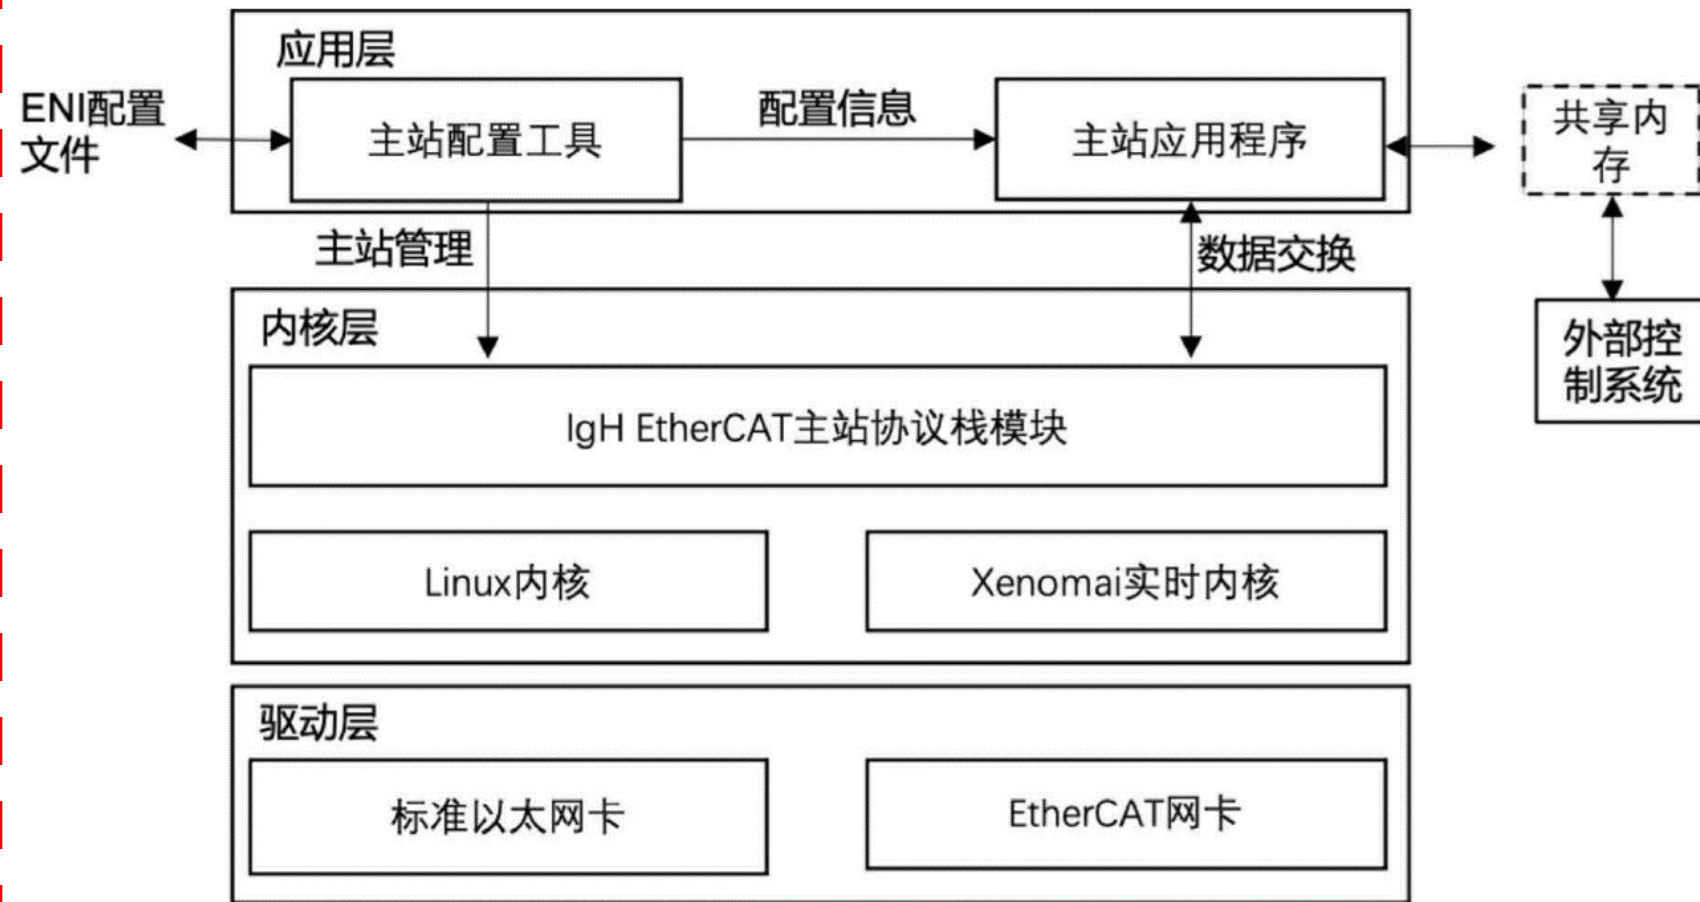 应用层
ENI配置
文件
主站配置工具
配置信息
主站应用程序
共享内
存
主站管理
数据交换
内核层
外部控
制系统
IgH EtherCAT主站协议栈模块
Linux内核
Xenomai实时内核
驱动层
标准以太网卡
EtherCAT网卡